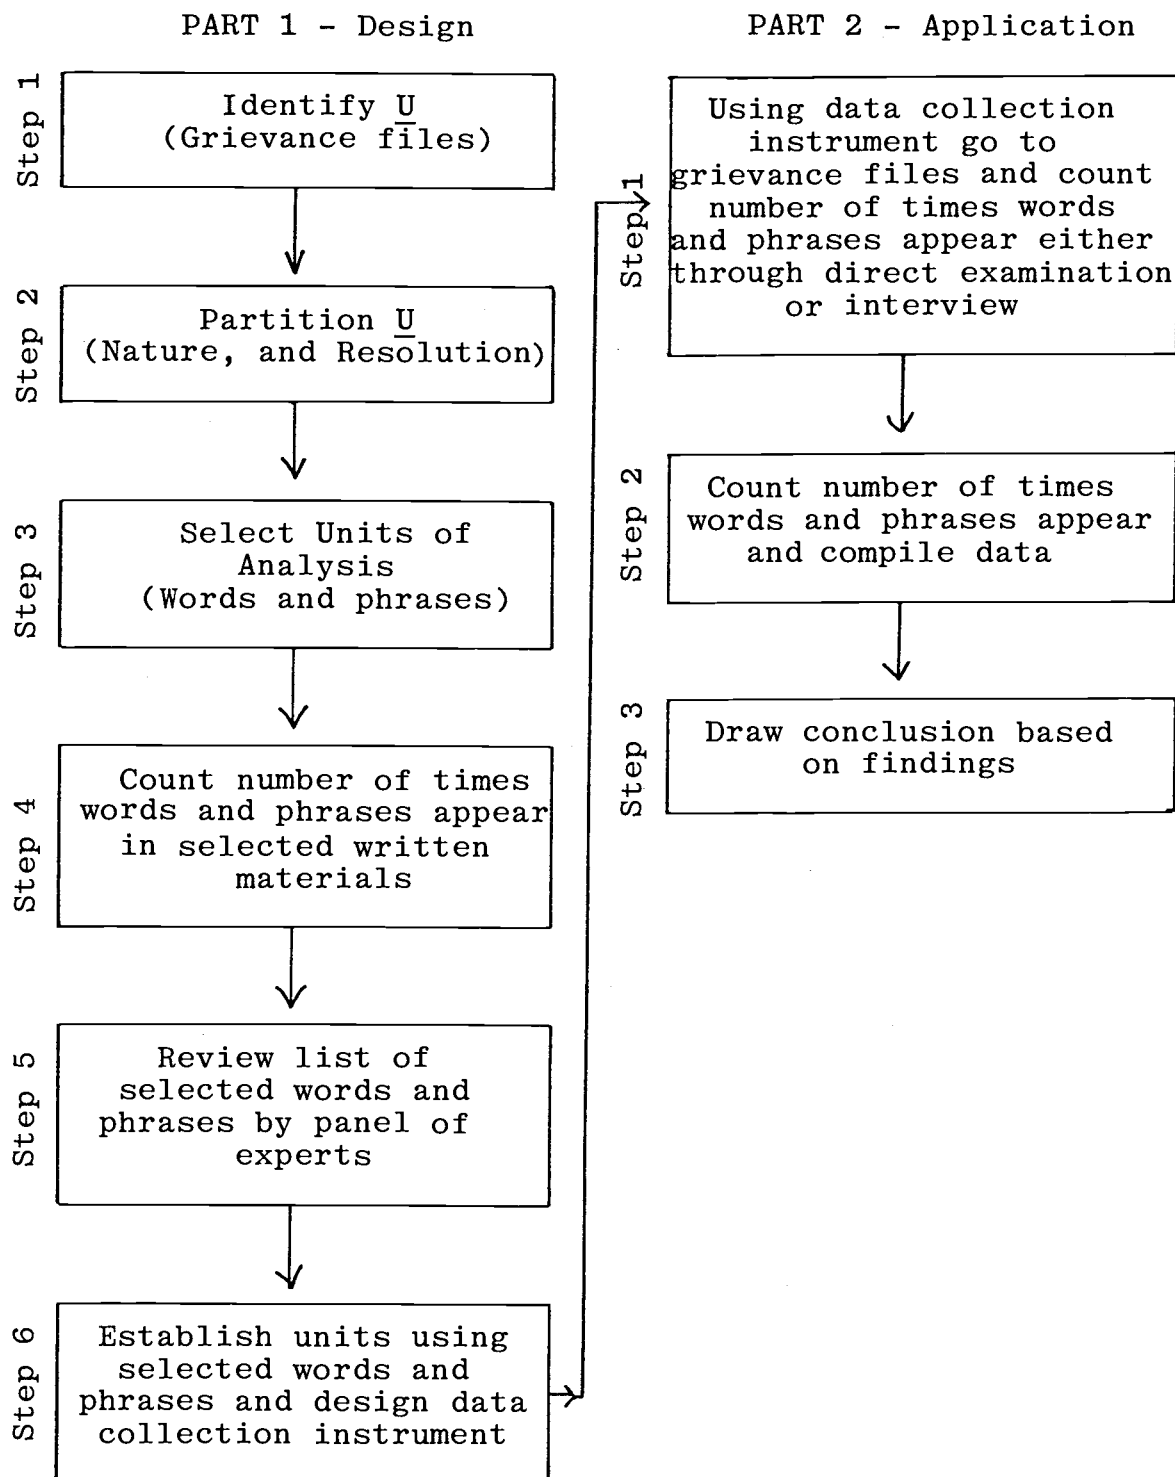 PART 1 - Design
Step 1
Identify U
(Grievance files)
Step 2
Partition U
(Nature, and Resolution)
Step 3
Select Units of
Analysis
(Words and phrases)
Step 4
Count number of times
words and phrases appear
in selected written
materials
Step 5
Review list of
selected words and
phrases by panel of
experts
Step 6
Establish units using
selected words and
phrases and design data
collection instrument
PART 2 - Application
Step 1
Using data collection
instrument go to
grievance files and count
number of times words
and phrases appear either
through direct examination
or interview
Step 2
Count number of times
words and phrases appear
and compile data
Step 3
Draw conclusion based
on findings